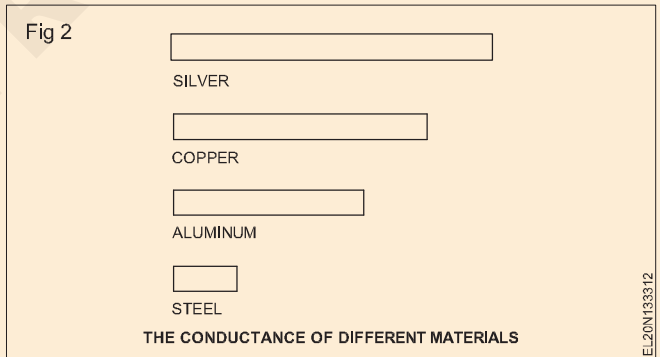 Fig 2
SILVER
COPPER
ALUMINUM
STEEL
THE CONDUCTANCE OF DIFFERENT MATERIALS
EL20N133312